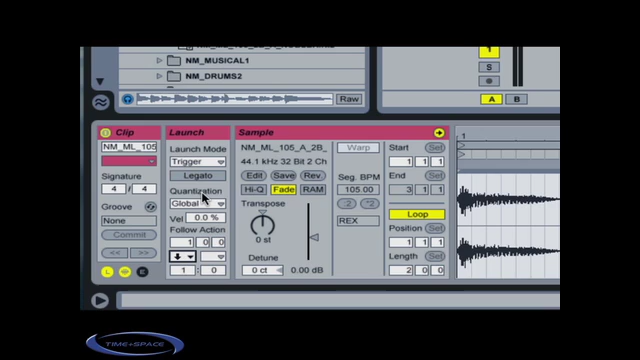 NM_MUSICAL1
NM_DRUMS2
Raw
S
A B
Clip
NM_ML_105
Signature
4 / 4
Groove
None
Commit
<< >>
L E
Launch
Launch Mode
Trigger
Legato
Quantization
Global
Vel 0.0 %
Follow Action
1 0 0
1 : 0
Sample
NM_ML_105_A_2B_
44.1 kHz 32 Bit 2 Ch
Edit Save Rev.
Hi-Q Fade RAM
Transpose
0 st
Detune
0 ct 0.00 dB
Warp
Seg. BPM
105.00
:2 *2
REX
Start Set
1 1 1
End Set
3 1 1
Loop
Position Set
1 1 1
Length Set
2 0 0
1
TIME+SPACE